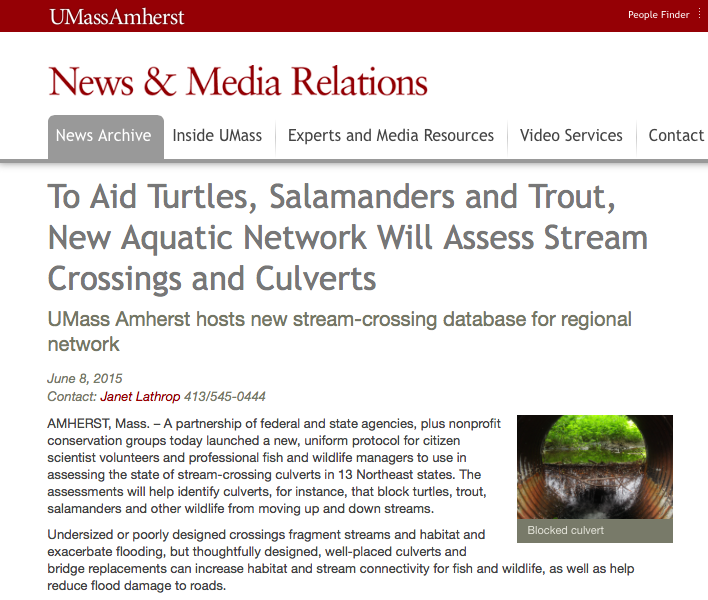 UMassAmherst
People Finder
News & Media Relations
News Archive
Inside UMass
Experts and Media Resources
Video Services
Contact
To Aid Turtles, Salamanders and Trout,
New Aquatic Network Will Assess Stream
Crossings and Culverts
UMass Amherst hosts new stream-crossing database for regional
network
June 8, 2015
Contact: Janet Lathrop 413/545-0444
AMHERST, Mass. – A partnership of federal and state agencies, plus nonprofit
conservation groups today launched a new, uniform protocol for citizen
scientist volunteers and professional fish and wildlife managers to use in
assessing the state of stream-crossing culverts in 13 Northeast states. The
assessments will help identify culverts, for instance, that block turtles, trout,
salamanders and other wildlife from moving up and down streams.
Blocked culvert
Undersized or poorly designed crossings fragment streams and habitat and
exacerbate flooding, but thoughtfully designed, well-placed culverts and
bridge replacements can increase habitat and stream connectivity for fish and wildlife, as well as help
reduce flood damage to roads.